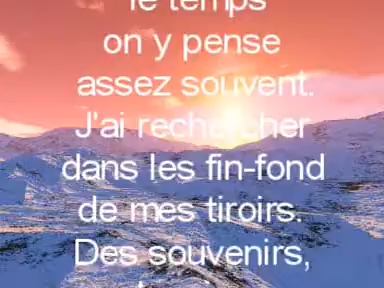 le temps
on y pense
assez souvent.
J'ai rechercher
dans les fin-fond
de mes tiroirs.
Des souvenirs,